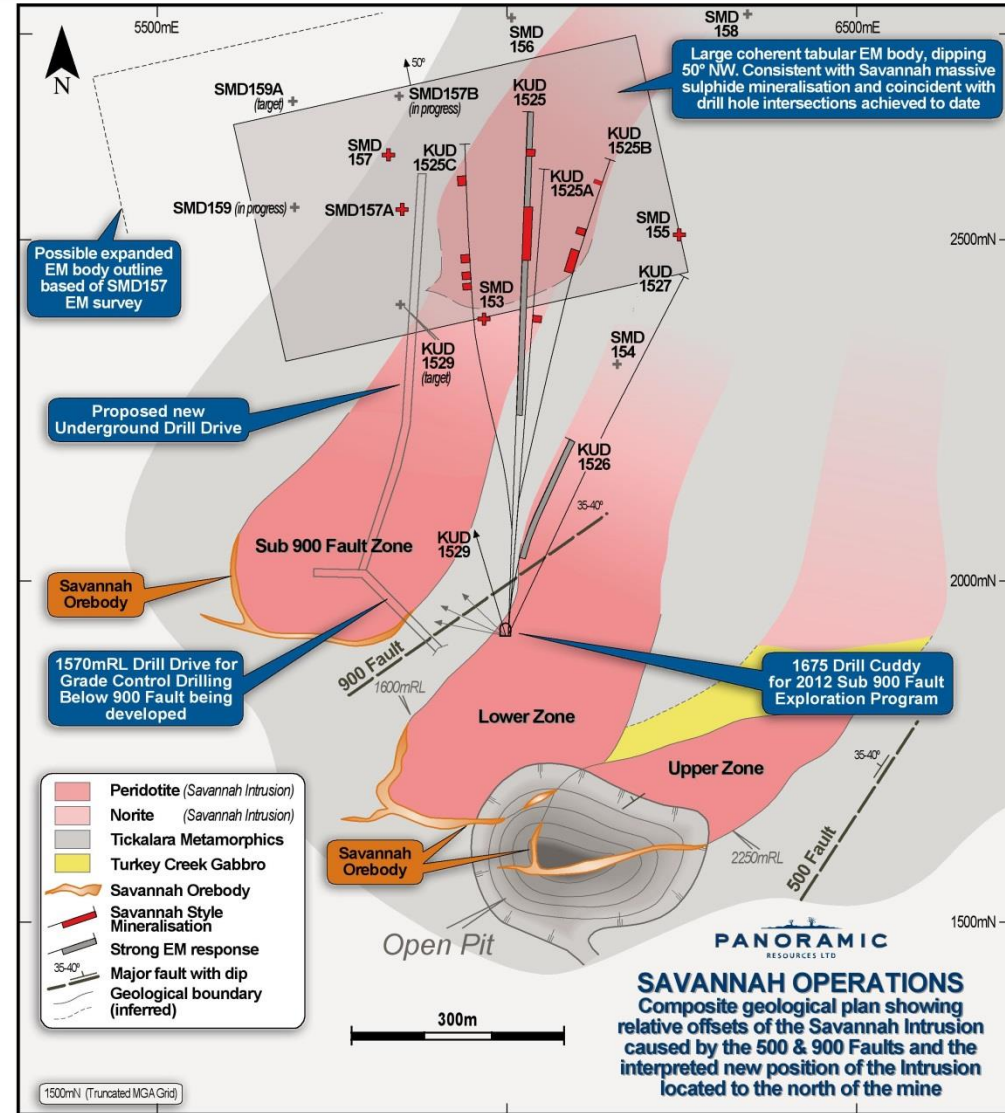 5500mE
6500mE
N
SMD
156
SMD
158
Large coherent tabular EM body, dipping
50° NW. Consistent with Savannah massive
sulphide mineralisation and coincident with
drill hole intersections achieved to date
50°
SMD159A
(target)
SMD157B
(in progress)
KUD
1525
SMD
157
KUD
1525C
KUD
1525B
KUD
1525A
SMD159 (in progress)
SMD157A
SMD
155
2500mN
Possible expanded
EM body outline
based of SMD157
EM survey
KUD
1527
SMD
153
SMD
154
KUD
1529
(target)
Proposed new
Underground Drill Drive
KUD
1526
35-40°
KUD
1529
Sub 900 Fault Zone
Savannah
Orebody
2000mN
1570mRL Drill Drive for
Grade Control Drilling
Below 900 Fault being
developed
900 Fault
1600mRL
1675 Drill Cuddy
for 2012 Sub 900 Fault
Exploration Program
Lower Zone
Upper Zone
35-40°
Peridotite (Savannah Intrusion)
Norite (Savannah Intrusion)
Tickalara Metamorphics
Turkey Creek Gabbro
Savannah Orebody
Savannah Style
Mineralisation
Strong EM response
35-40°
Major fault with dip
Geological boundary
(inferred)
Savannah
Orebody
2250mRL
500 Fault
1500mN
Open Pit
PANORAMIC
RESOURCES LTD
SAVANNAH OPERATIONS
Composite geological plan showing
relative offsets of the Savannah Intrusion
caused by the 500 & 900 Faults and the
interpreted new position of the Intrusion
located to the north of the mine
300m
1500mN (Truncated MGA Grid)